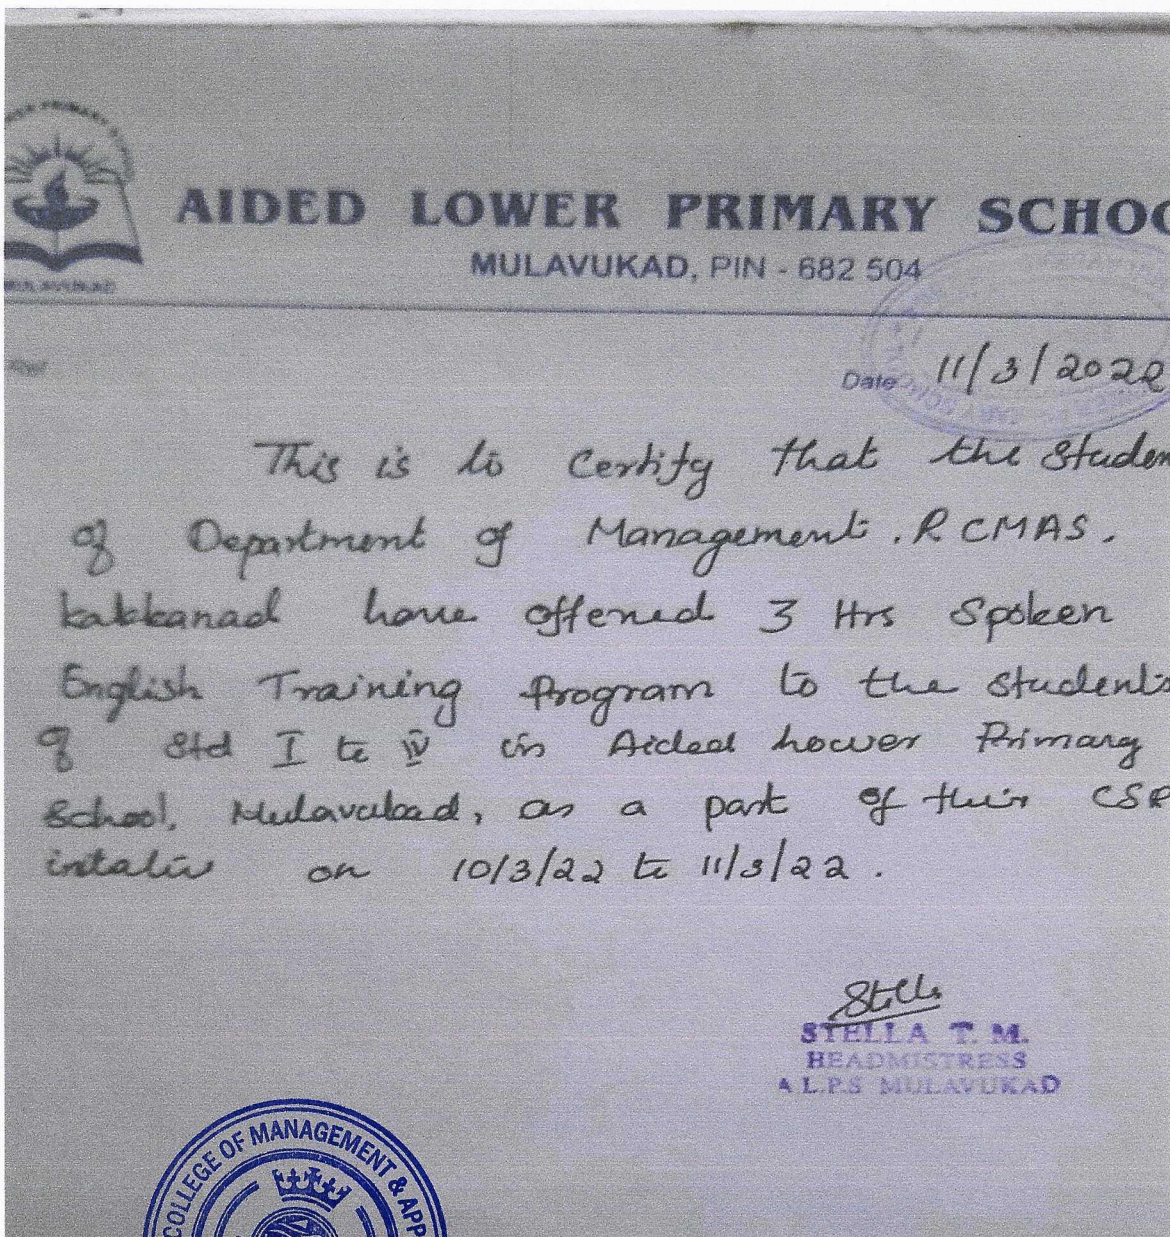 AIDED LOWER PRIMARY SCHOO
MULAVUKAD, PIN - 682 504
MULAVUKAD
Date 11/3/2022
This is to Certify that the Studen
of Department of Management. RCMAS.
kakkanad have offered 3 Hrs Spoken
English Training Program to the students
of Std I to IV in Aided Lower Primary
School, Mulavukad, as a part of their CSR
intativ on 10/3/22 to 11/3/22.
Stella
STELLA T. M.
HEADMISTRESS
A L.P.S MULAVUKAD
COLLEGE OF MANAGEMENT & APP